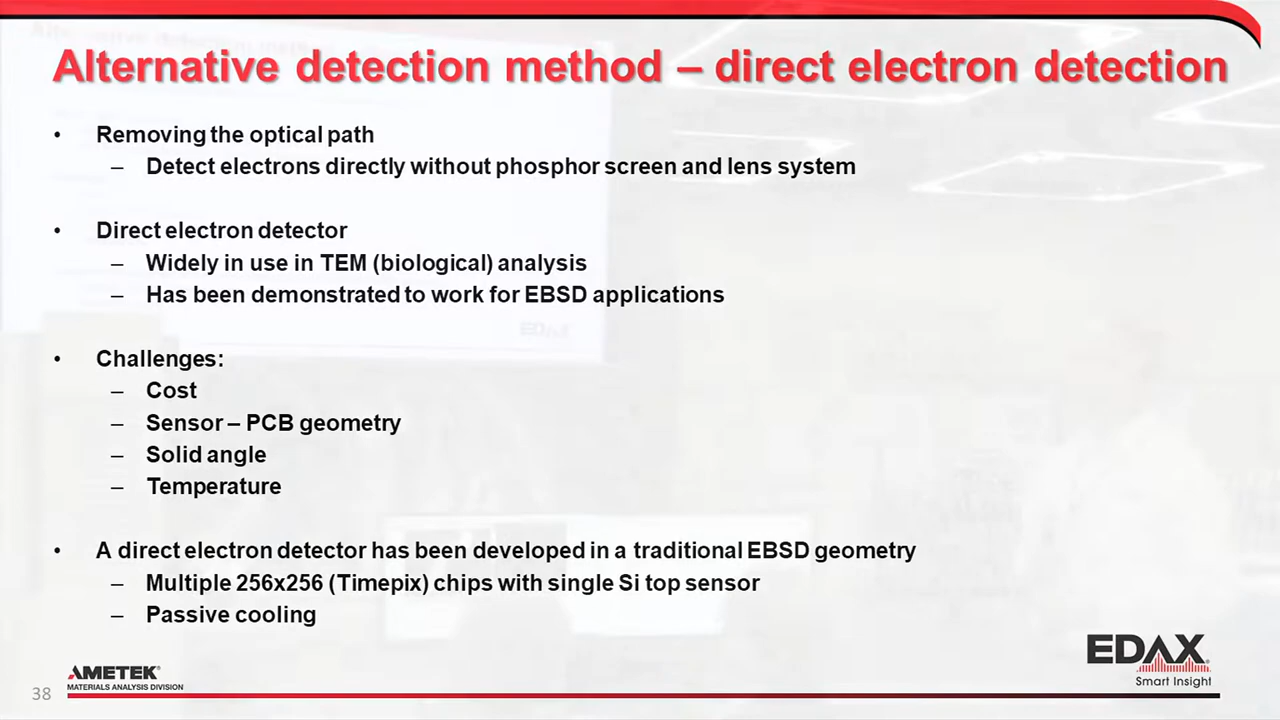 Alternative detection method – direct electron detection
• Removing the optical path
– Detect electrons directly without phosphor screen and lens system
• Direct electron detector
– Widely in use in TEM (biological) analysis
– Has been demonstrated to work for EBSD applications
• Challenges:
– Cost
– Sensor – PCB geometry
– Solid angle
– Temperature
• A direct electron detector has been developed in a traditional EBSD geometry
– Multiple 256x256 (Timepix) chips with single Si top sensor
– Passive cooling
38
AMETEK®
MATERIALS ANALYSIS DIVISION
EDAX®
Smart Insight